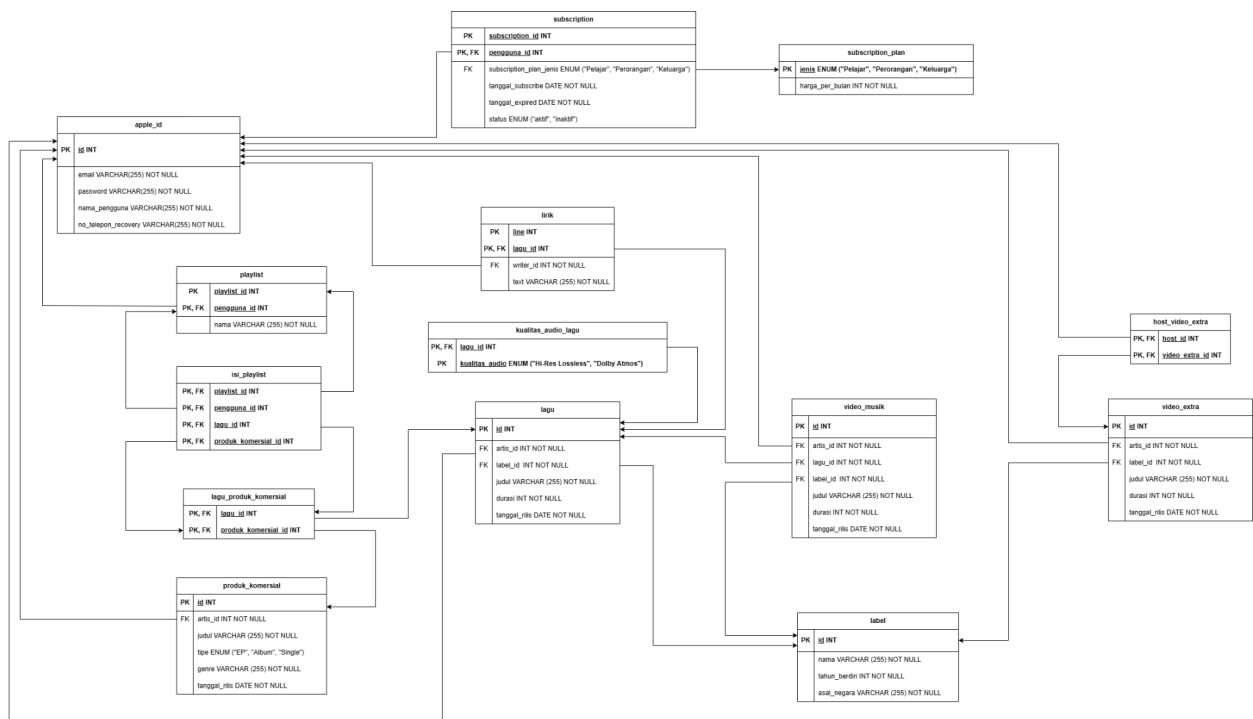 subscription
PK subscription_id INT
PK, FK pengguna_id INT
FK subscription_plan_jenis ENUM ("Pelajar", "Perorangan", "Keluarga")
tanggal_subscribe DATE NOT NULL
tanggal_expired DATE NOT NULL
status ENUM ("aktif", "inaktif")
subscription_plan
PK jenis ENUM ("Pelajar", "Perorangan", "Keluarga")
harga_per_bulan INT NOT NULL
apple_id
PK id INT
email VARCHAR(255) NOT NULL
password VARCHAR(255) NOT NULL
nama_pengguna VARCHAR(255) NOT NULL
no_telepon_recovery VARCHAR(255) NOT NULL
lirik
PK line INT
PK, FK lagu_id INT
FK writer_id INT NOT NULL
text VARCHAR (255) NOT NULL
playlist
PK playlist_id INT
PK, FK pengguna_id INT
nama VARCHAR (255) NOT NULL
kualitas_audio_lagu
PK, FK lagu_id INT
PK kualitas_audio ENUM ("Hi-Res Lossless", "Dolby Atmos")
host_video_extra
PK, FK host_id INT
PK, FK video_extra_id INT
isi_playlist
PK, FK playlist_id INT
PK, FK pengguna_id INT
PK, FK lagu_id INT
PK, FK produk_komersial_id INT
lagu
PK id INT
FK artis_id INT NOT NULL
FK label_id INT NOT NULL
judul VARCHAR (255) NOT NULL
durasi INT NOT NULL
tanggal_rilis DATE NOT NULL
video_musik
PK id INT
FK artis_id INT NOT NULL
FK lagu_id INT NOT NULL
FK label_id INT NOT NULL
judul VARCHAR (255) NOT NULL
durasi INT NOT NULL
tanggal_rilis DATE NOT NULL
video_extra
PK id INT
FK artis_id INT NOT NULL
FK label_id INT NOT NULL
judul VARCHAR (255) NOT NULL
durasi INT NOT NULL
tanggal_rilis DATE NOT NULL
lagu_produk_komersial
PK, FK lagu_id INT
PK, FK produk_komersial_id INT
produk_komersial
PK id INT
FK artis_id INT NOT NULL
judul VARCHAR (255) NOT NULL
tipe ENUM ("EP", "Album", "Single")
genre VARCHAR (255) NOT NULL
tanggal_rilis DATE NOT NULL
label
PK id INT
nama VARCHAR (255) NOT NULL
tahun_berdiri INT NOT NULL
asal_negara VARCHAR (255) NOT NULL